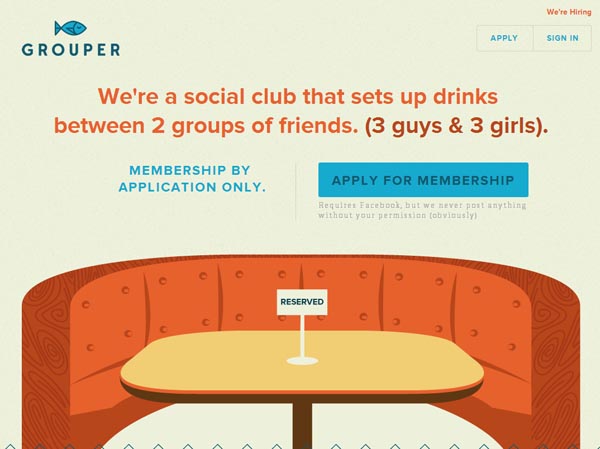 We're Hiring
GROUPER
APPLY
SIGN IN
We're a social club that sets up drinks
between 2 groups of friends. (3 guys & 3 girls).
MEMBERSHIP BY
APPLICATION ONLY.
APPLY FOR MEMBERSHIP
Requires Facebook, but we never post anything
without your permission (obviously)
RESERVED